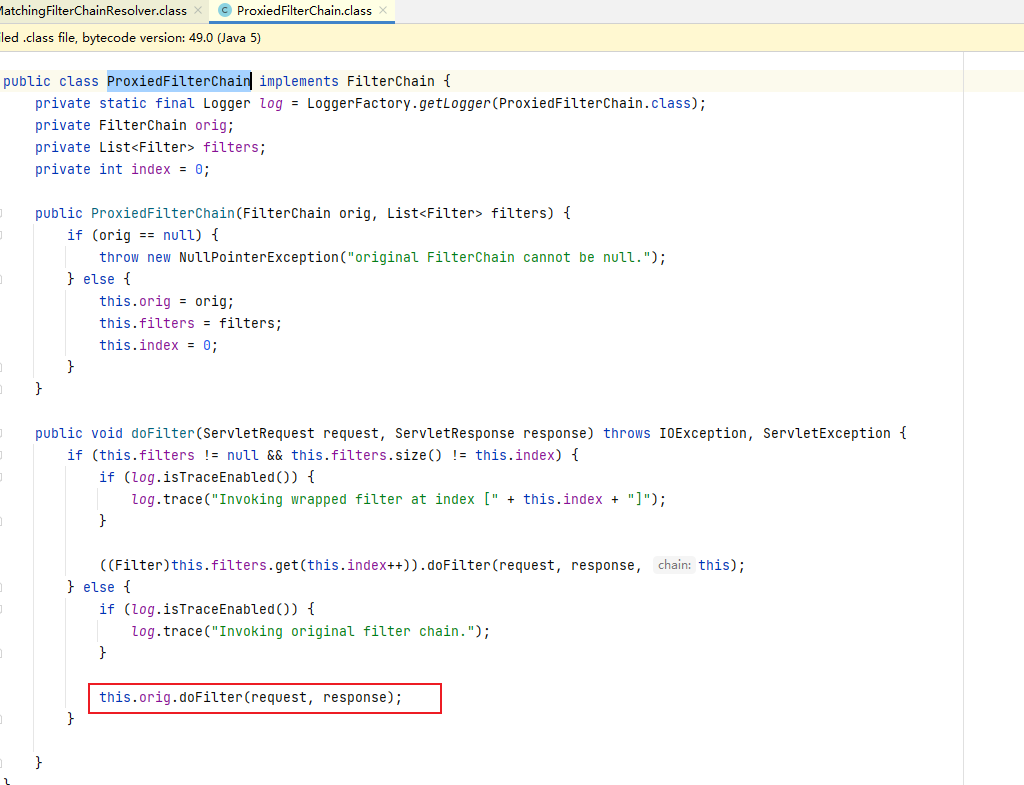 MatchingFilterChainResolver.class ProxiedFilterChain.class
led .class file, bytecode version: 49.0 (Java 5)
public class ProxiedFilterChain implements FilterChain {
    private static final Logger log = LoggerFactory.getLogger(ProxiedFilterChain.class);
    private FilterChain orig;
    private List<Filter> filters;
    private int index = 0;
    public ProxiedFilterChain(FilterChain orig, List<Filter> filters) {
        if (orig == null) {
            throw new NullPointerException("original FilterChain cannot be null.");
        } else {
            this.orig = orig;
            this.filters = filters;
            this.index = 0;
        }
    }
    public void doFilter(ServletRequest request, ServletResponse response) throws IOException, ServletException {
        if (this.filters != null && this.filters.size() != this.index) {
            if (log.isTraceEnabled()) {
                log.trace("Invoking wrapped filter at index [" + this.index + "]");
            }
            ((Filter)this.filters.get(this.index++)).doFilter(request, response, chain: this);
        } else {
            if (log.isTraceEnabled()) {
                log.trace("Invoking original filter chain.");
            }
            this.orig.doFilter(request, response);
        }
    }
}